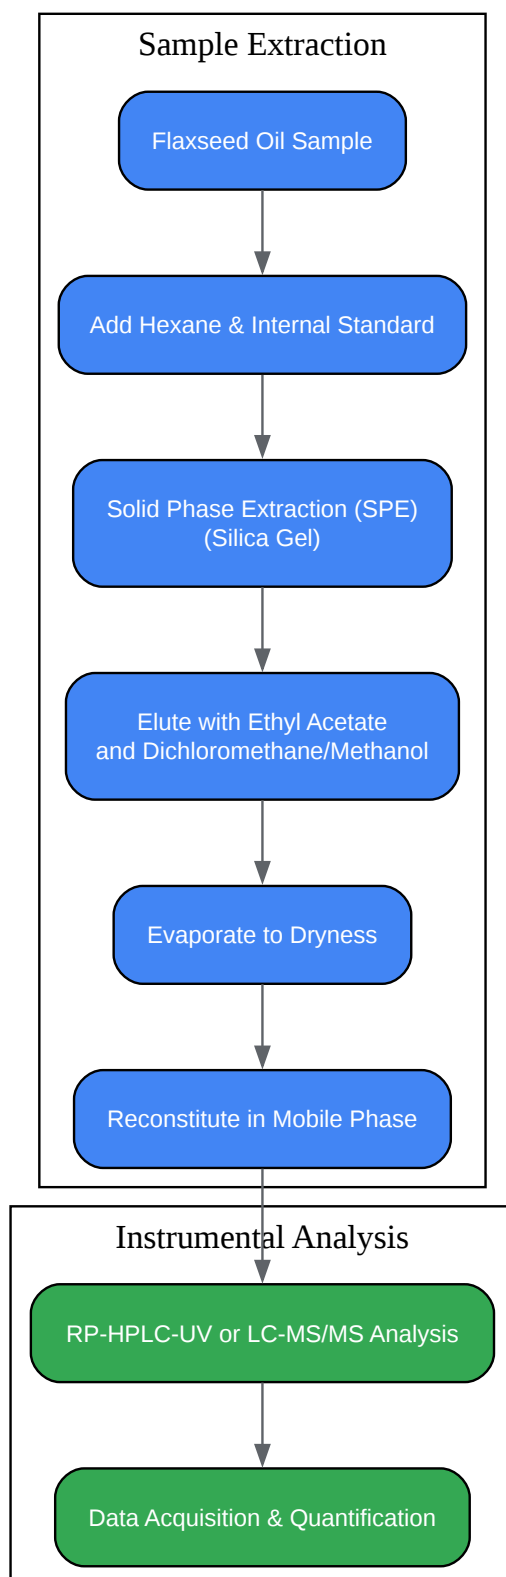 Sample Extraction
Flaxseed Oil Sample
Add Hexane & Internal Standard
Solid Phase Extraction (SPE)
(Silica Gel)
Elute with Ethyl Acetate
and Dichloromethane/Methanol
Evaporate to Dryness
Reconstitute in Mobile Phase
Instrumental Analysis
RP-HPLC-UV or LC-MS/MS Analysis
Data Acquisition & Quantification